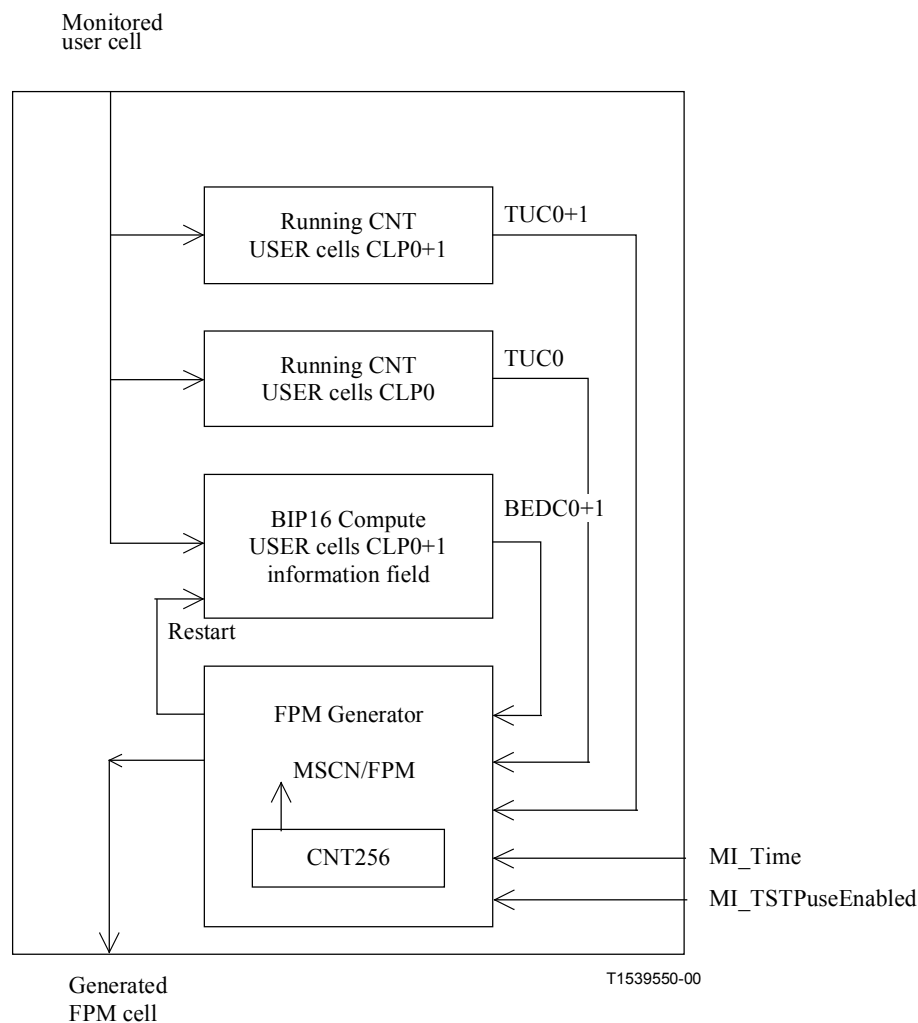 Monitored
user cell
Running CNT
USER cells CLP0+1
TUC0+1
Running CNT
USER cells CLP0
TUC0
BIP16 Compute
USER cells CLP0+1
information field
BEDC0+1
Restart
FPM Generator
MSCN/FPM
CNT256
MI_Time
MI_TSTPuseEnabled
Generated
FPM cell
T1539550-00